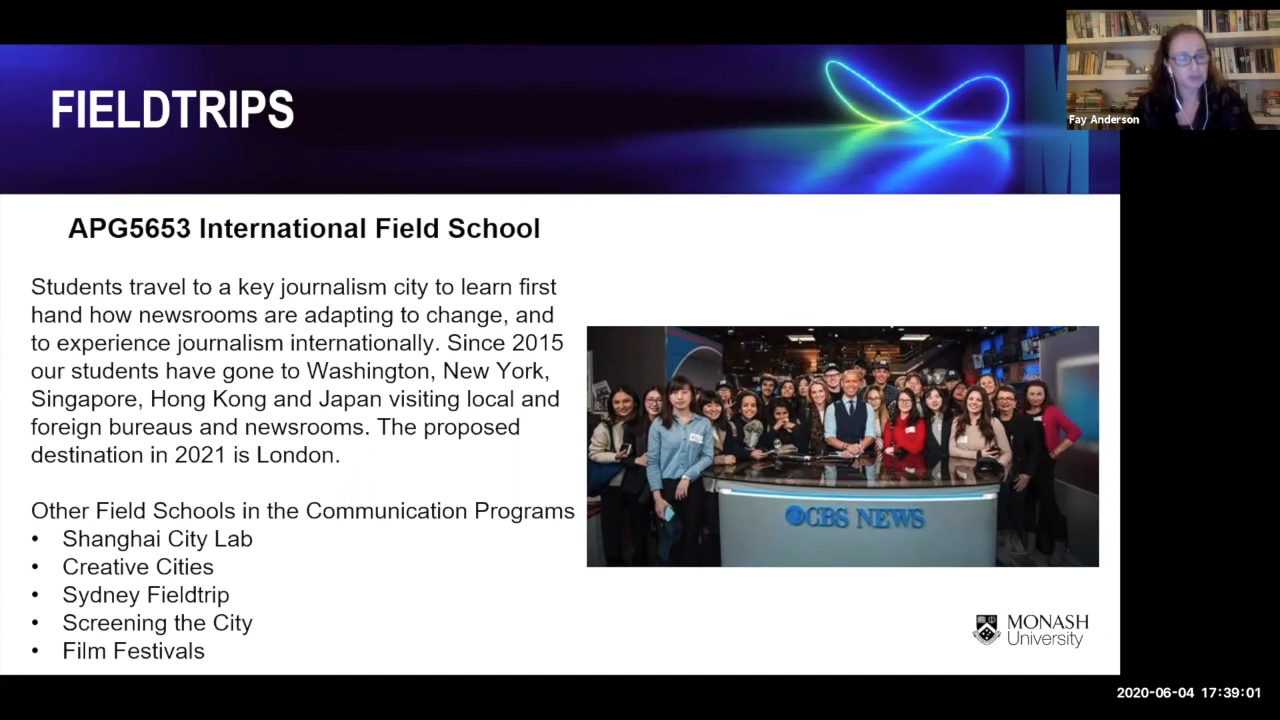 FIELDTRIPS
Fay Anderson
APG5653 International Field School
Students travel to a key journalism city to learn first
hand how newsrooms are adapting to change, and
to experience journalism internationally. Since 2015
our students have gone to Washington, New York,
Singapore, Hong Kong and Japan visiting local and
foreign bureaus and newsrooms. The proposed
destination in 2021 is London.
Other Field Schools in the Communication Programs
• Shanghai City Lab
• Creative Cities
• Sydney Fieldtrip
• Screening the City
• Film Festivals
CBS NEWS
MONASH
University
2020-06-04 17:39:01